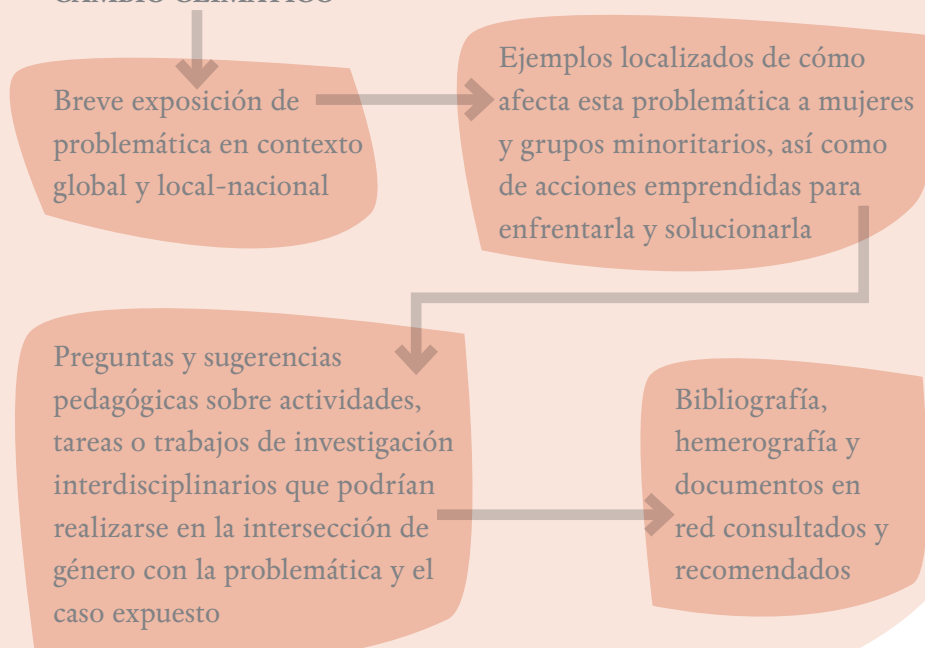 CAMBIO CLIMÁTICO
Breve exposición de
problemática en contexto
global y local-nacional
Ejemplos localizados de cómo
afecta esta problemática a mujeres
y grupos minoritarios, así como
de acciones emprendidas para
enfrentarla y solucionarla
Preguntas y sugerencias
pedagógicas sobre actividades,
tareas o trabajos de investigación
interdisciplinarios que podrían
realizarse en la intersección de
género con la problemática y el
caso expuesto
Bibliografía,
hemerografía y
documentos en
red consultados y
recomendados